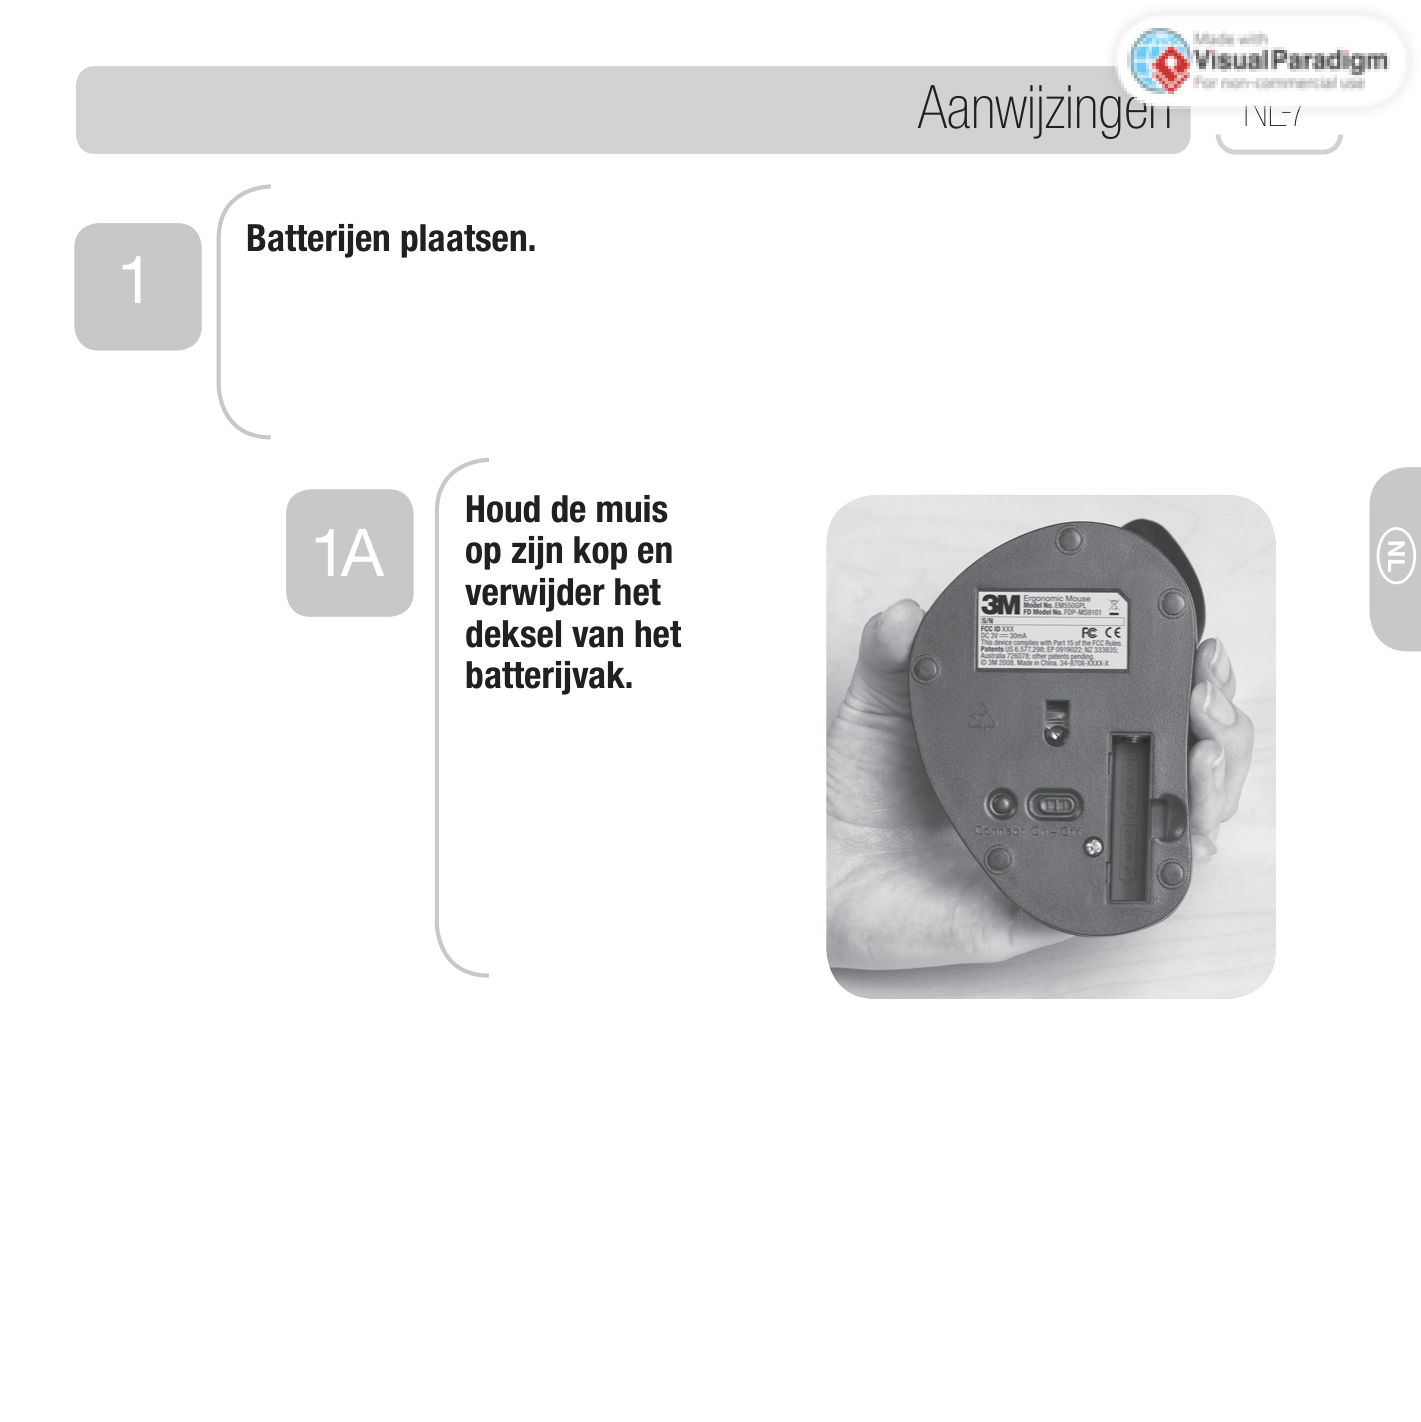 Made with
Visual Paradigm
For non-commercial use
Aanwijzingen
NL-7
1
Batterijen plaatsen.
1A
Houd de muis
op zijn kop en
verwijder het
deksel van het
batterijvak.
NL
3M
Ergonomic Mouse
Model No. EM550GPL
FD Model No. FDP-MS9101
S/N
FCC ID XXX
DC 3V 30mA
FC CE
This device complies with Part 15 of the FCC Rules.
Patents US 6,577,298; EP 0919022; NZ 333835;
Australia 726078; other patents pending.
© 3M 2008. Made in China. 34-870X-XXXX-X
Connect On – Off